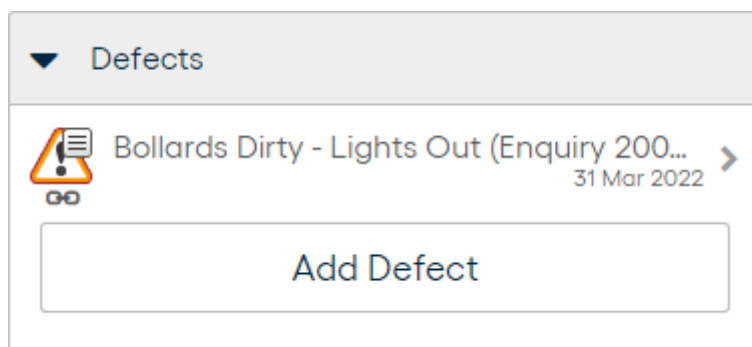 Defects
Bollards Dirty - Lights Out (Enquiry 200...
31 Mar 2022
Add Defect